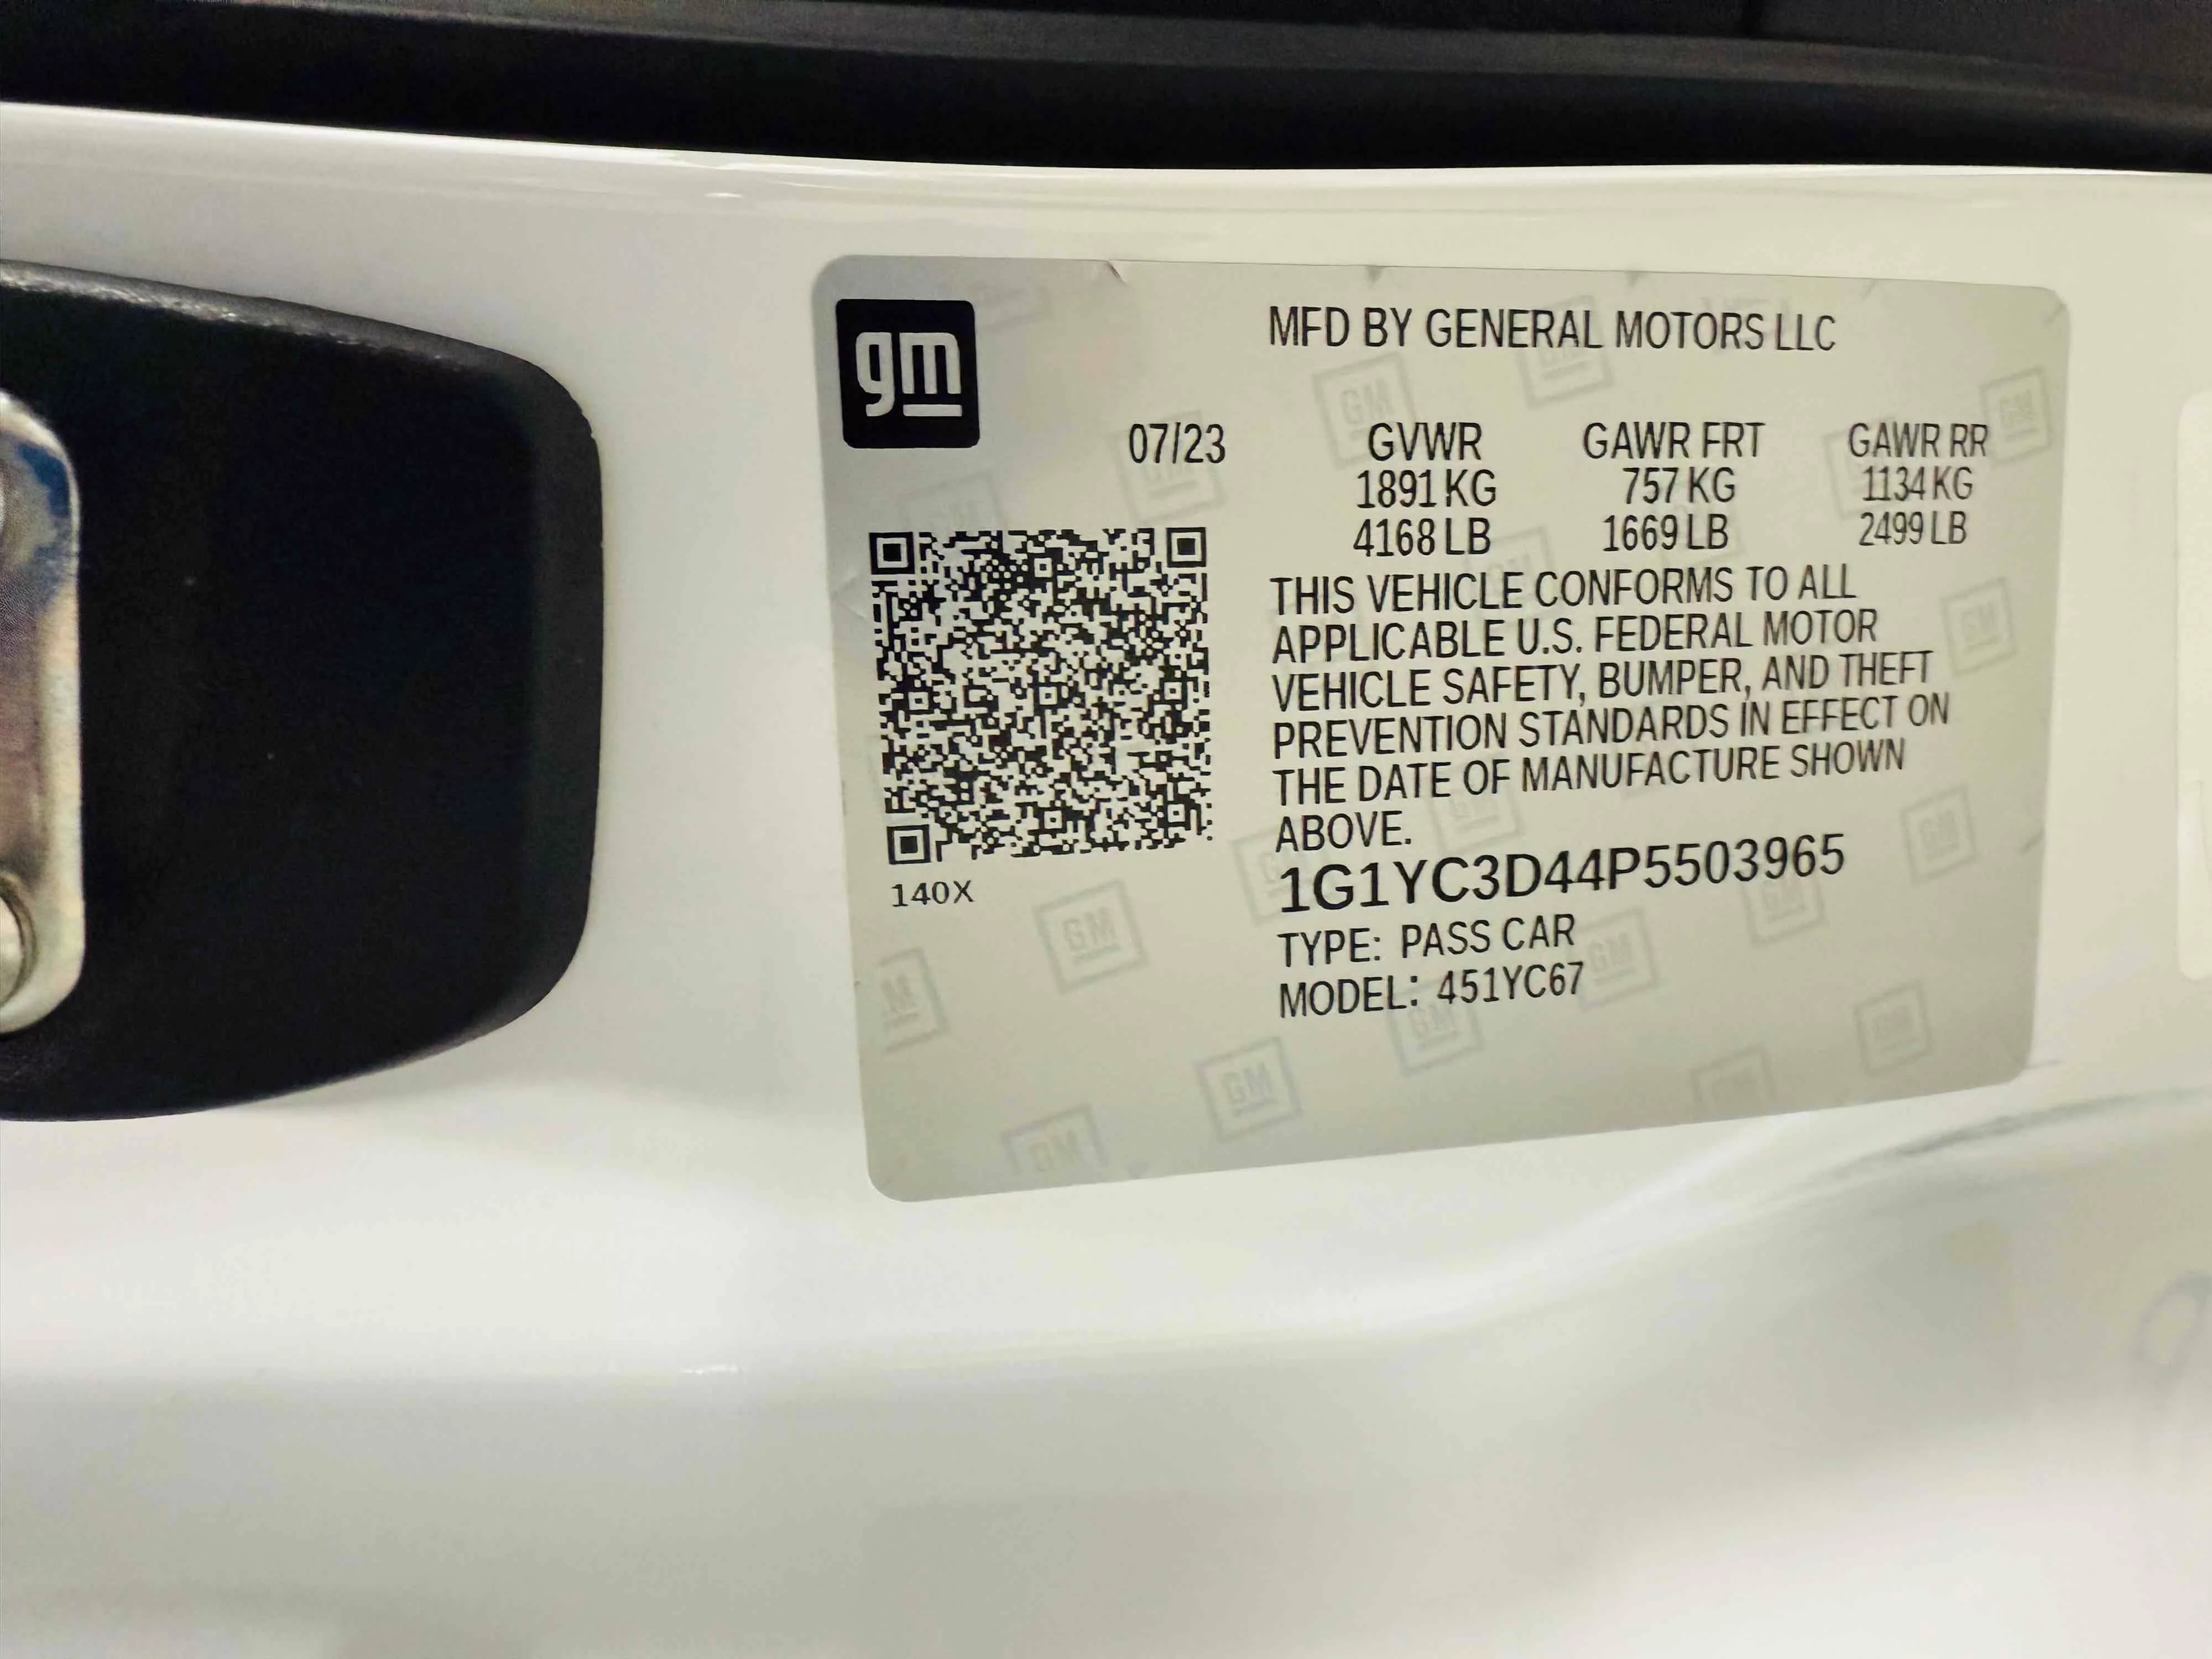 gm
MFD BY GENERAL MOTORS LLC
07/23 GVWR GAWR FRT GAWR RR
1891 KG 757 KG 1134 KG
4168 LB 1669 LB 2499 LB
THIS VEHICLE CONFORMS TO ALL
APPLICABLE U.S. FEDERAL MOTOR
VEHICLE SAFETY, BUMPER, AND THEFT
PREVENTION STANDARDS IN EFFECT ON
THE DATE OF MANUFACTURE SHOWN
ABOVE.
140X
1G1YC3D44P5503965
TYPE: PASS CAR
MODEL: 451YC67